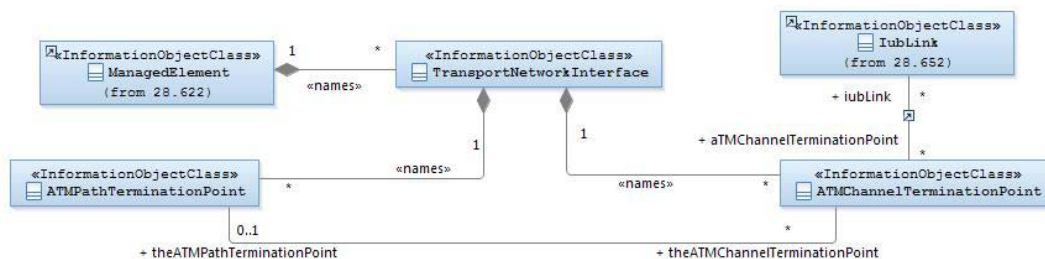 «InformationObjectClass»
ManagedElement
(from 28.622)
1
*
«names»
«InformationObjectClass»
TransportNetworkInterface
«InformationObjectClass»
IubLink
(from 28.652)
+ iubLink
*
+ aTMChannelTerminationPoint
*
1
1
«InformationObjectClass»
ATMPathTerminationPoint
*
«names»
«names»
*
«InformationObjectClass»
ATMChannelTerminationPoint
0..1
*
+ theATMPathTerminationPoint
+ theATMChannelTerminationPoint